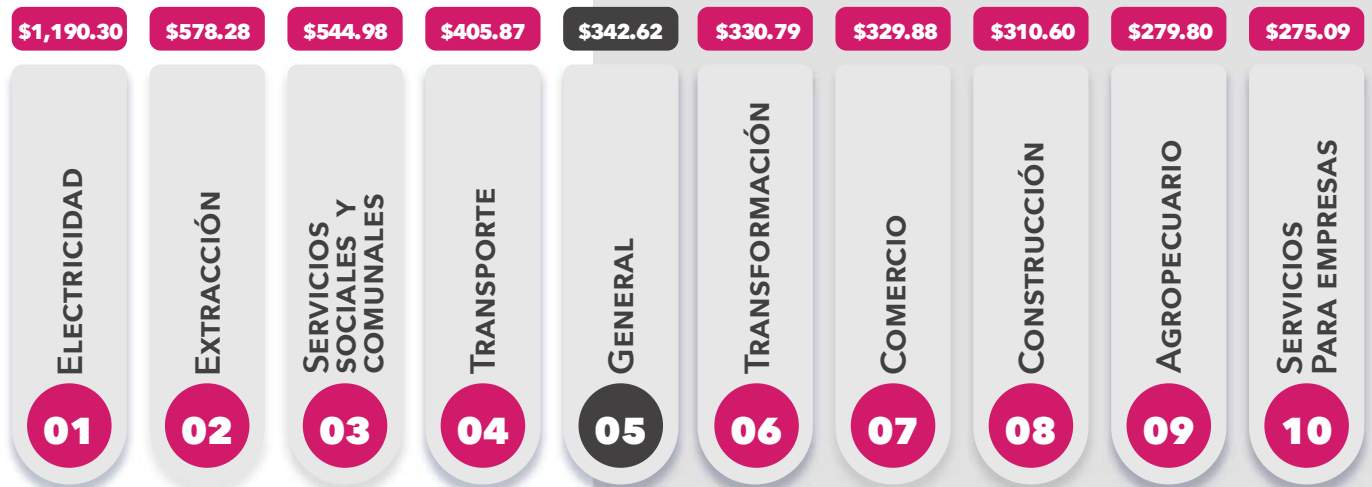 $1,190.30
$578.28
$544.98
$405.87
$342.62
$330.79
$329.88
$310.60
$279.80
$275.09
ELECTRICIDAD
EXTRACCIÓN
SERVICIOS
SOCIALES Y
COMUNALES
TRANSPORTE
GENERAL
TRANSFORMACIÓN
COMERCIO
CONSTRUCCIÓN
AGROPECUARIO
SERVICIOS
PARA EMPRESAS
01
02
03
04
05
06
07
08
09
10